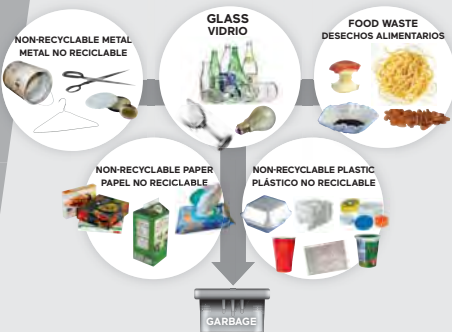 NON-RECYCLABLE METAL
METAL NO RECICLABLE
GLASS
VIDRIO
FOOD WASTE
DESECHOS ALIMENTARIOS
NON-RECYCLABLE PAPER
PAPEL NO RECICLABLE
NON-RECYCLABLE PLASTIC
PLÁSTICO NO RECICLABLE
GARBAGE